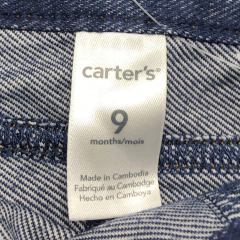 carter's®
9
months/mois
Made in Cambodia
Fabriqué au Cambodge
Hecho en Camboya